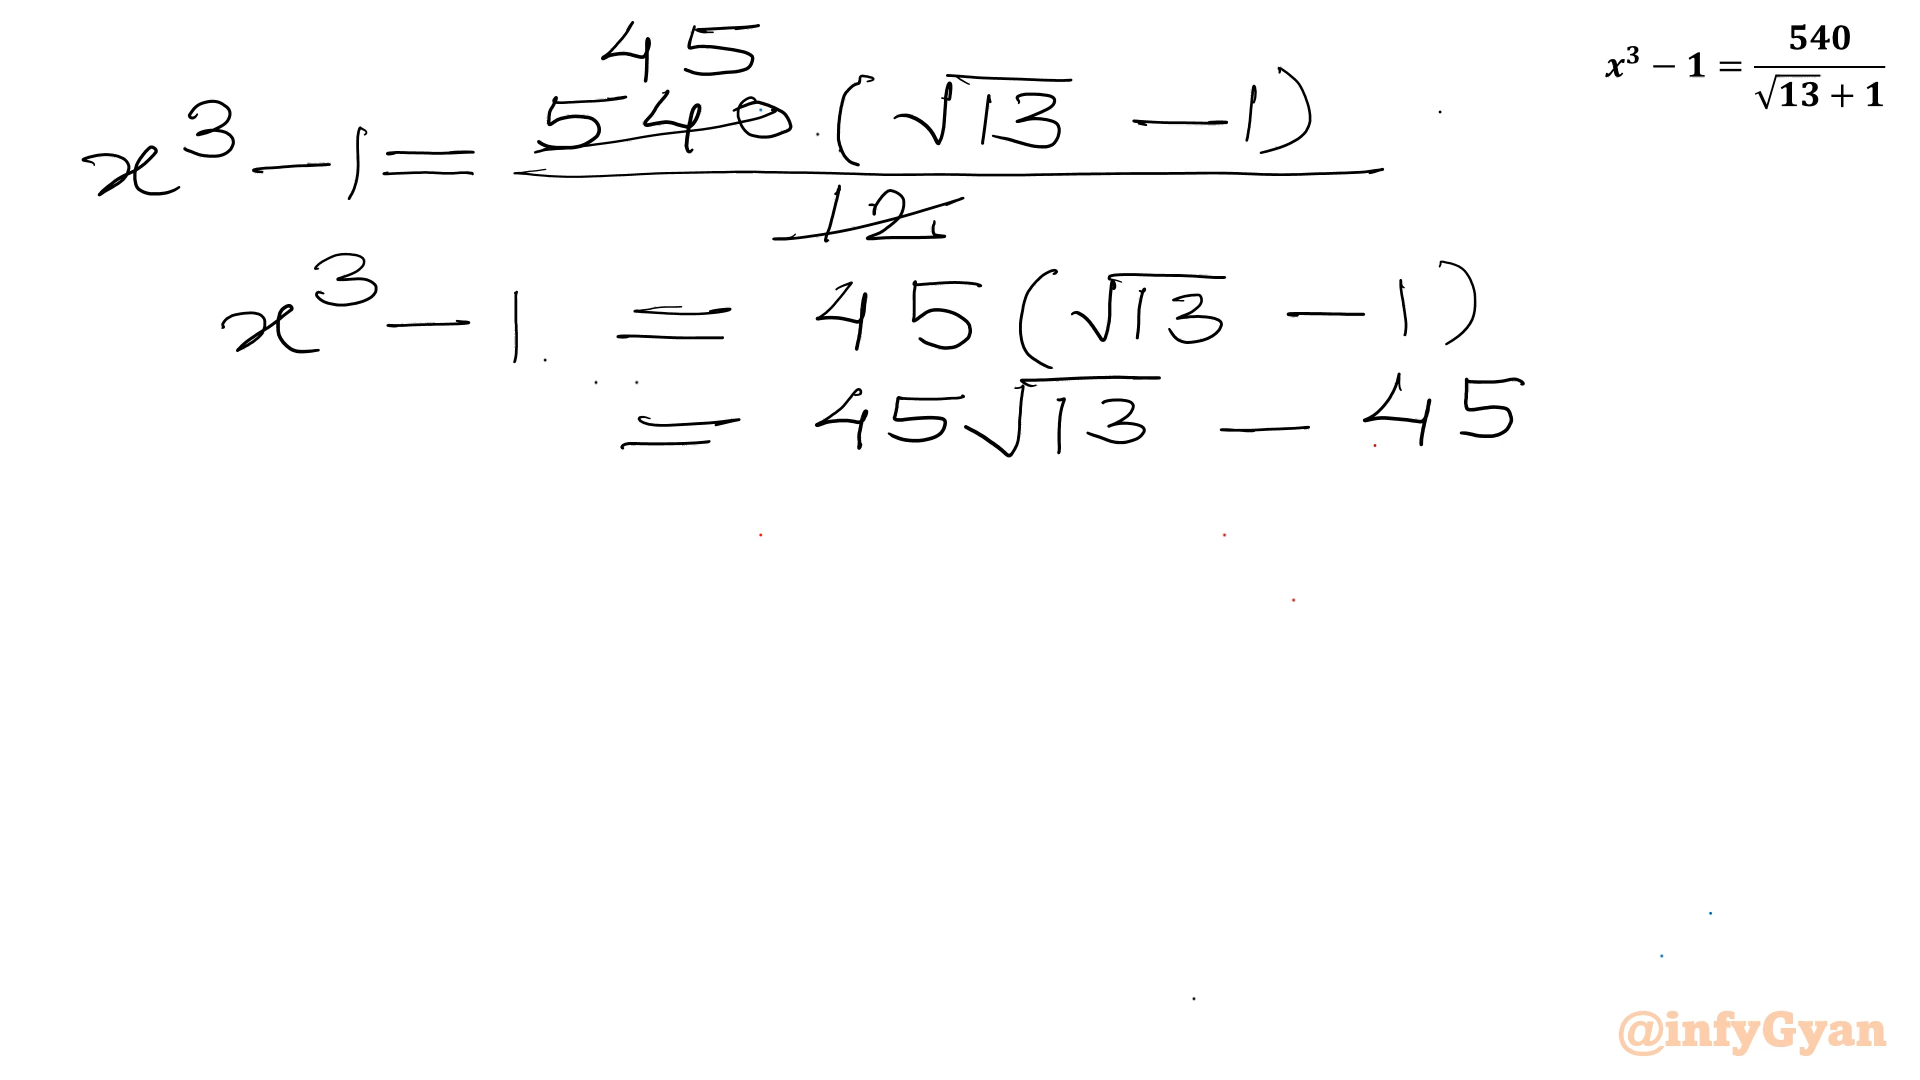 x³ − 1 = 540/(√13 + 1)
45
x³ − 1 = 540 · (√13 − 1)/12
x³ − 1 = 45(√13 − 1)
= 45√13 − 45
@infyGyan